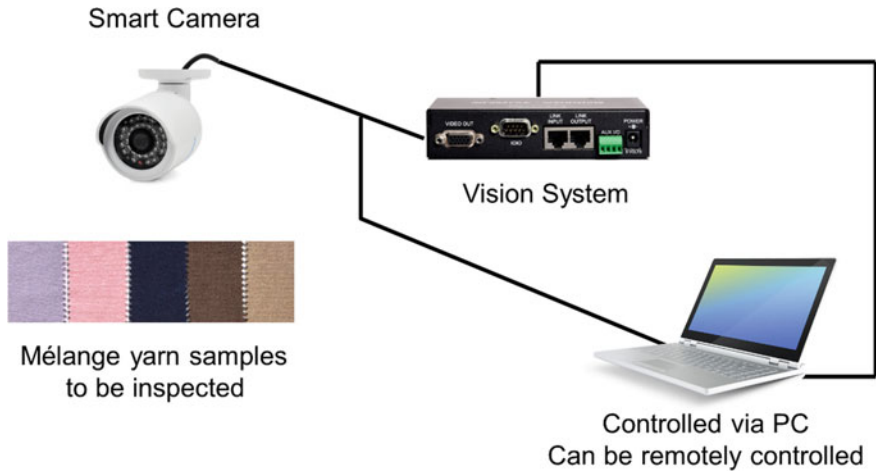 Smart Camera
VIDEO OUT
LINK
INPUT
LINK
OUTPUT
AUX I/O
POWER
Vision System
Mélange yarn samples
to be inspected
Controlled via PC
Can be remotely controlled